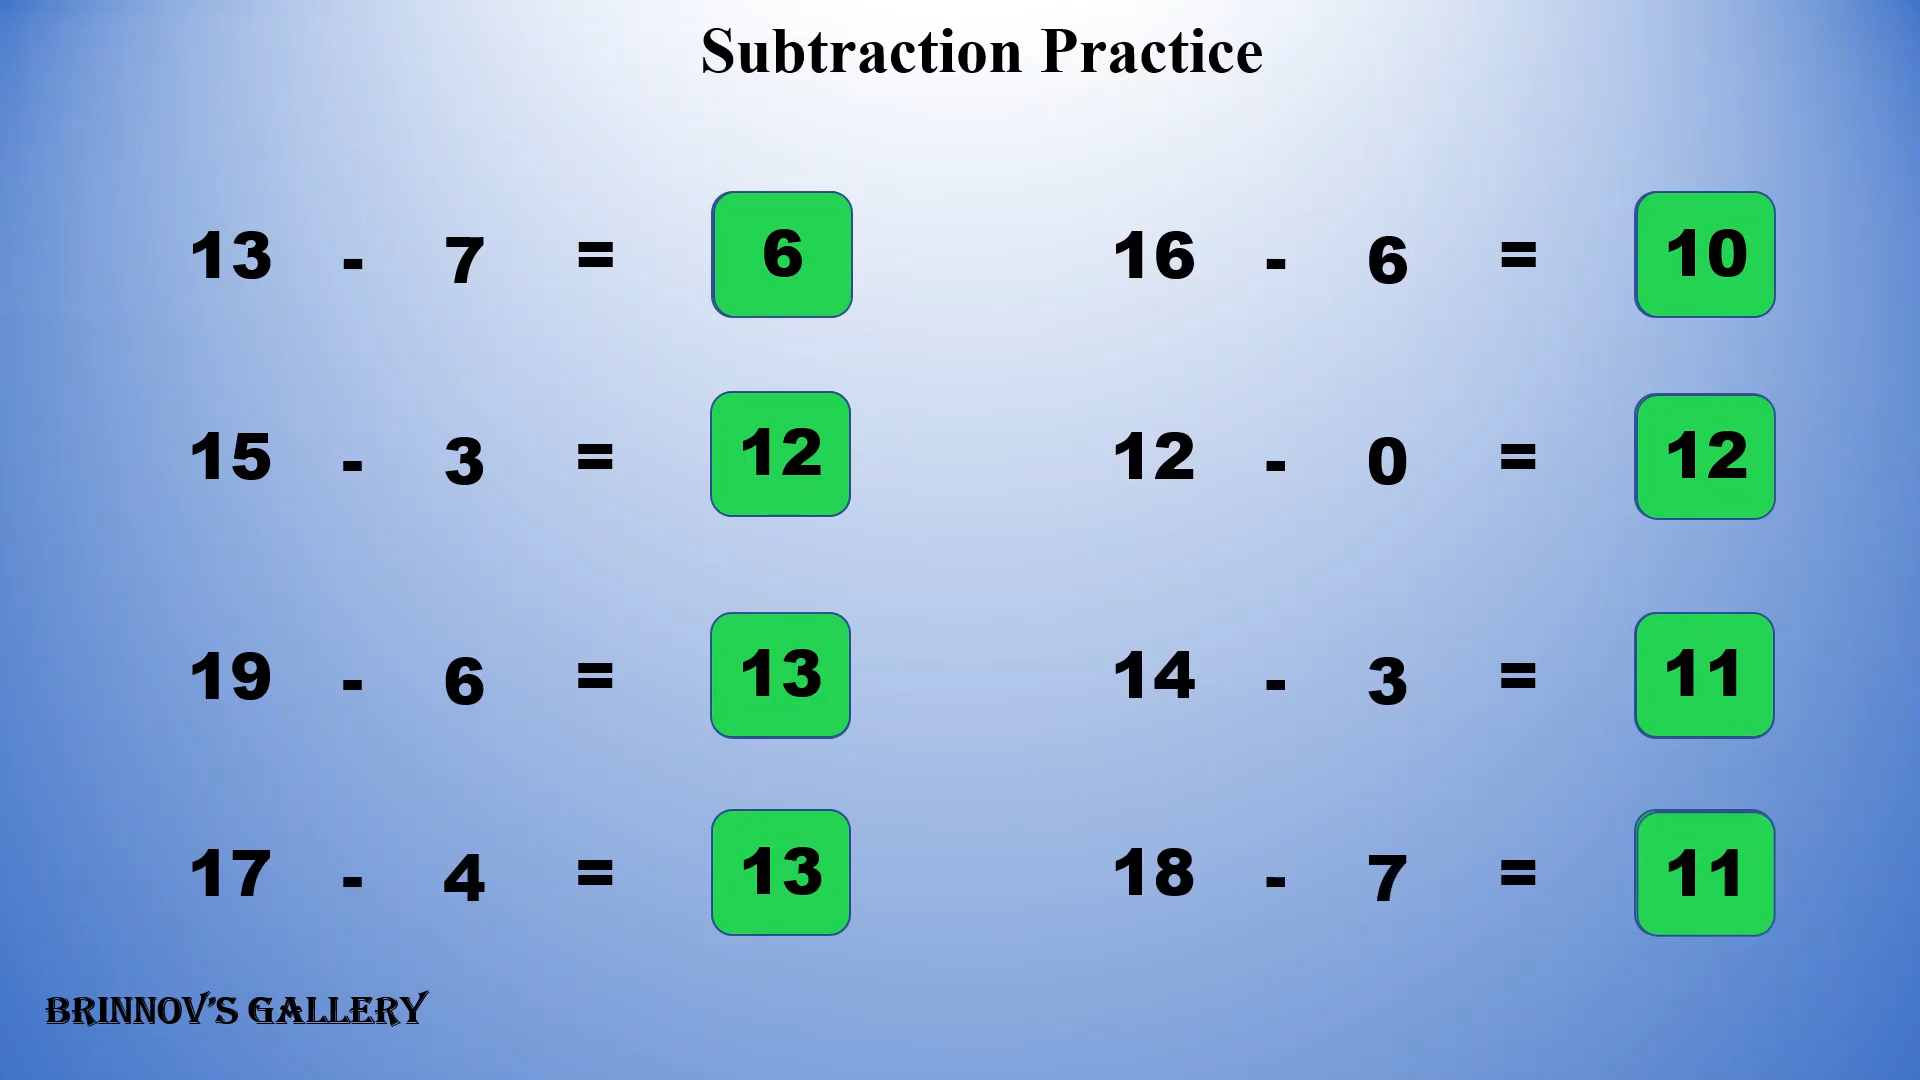 Subtraction Practice
13 - 7 = 6
16 - 6 = 10
15 - 3 = 12
12 - 0 = 12
19 - 6 = 13
14 - 3 = 11
17 - 4 = 13
18 - 7 = 11
BRINNOV'S GALLERY